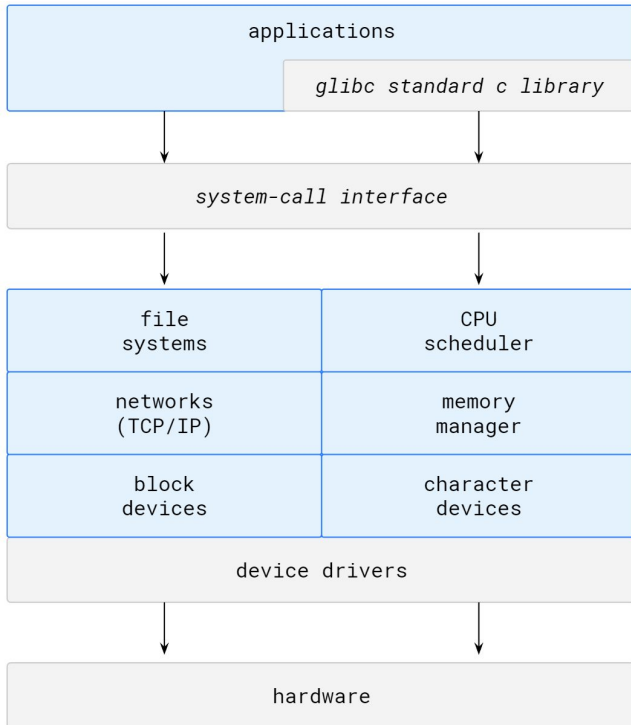 applications
glibc standard c library
system-call interface
file
systems
CPU
scheduler
networks
(TCP/IP)
memory
manager
block
devices
character
devices
device drivers
hardware